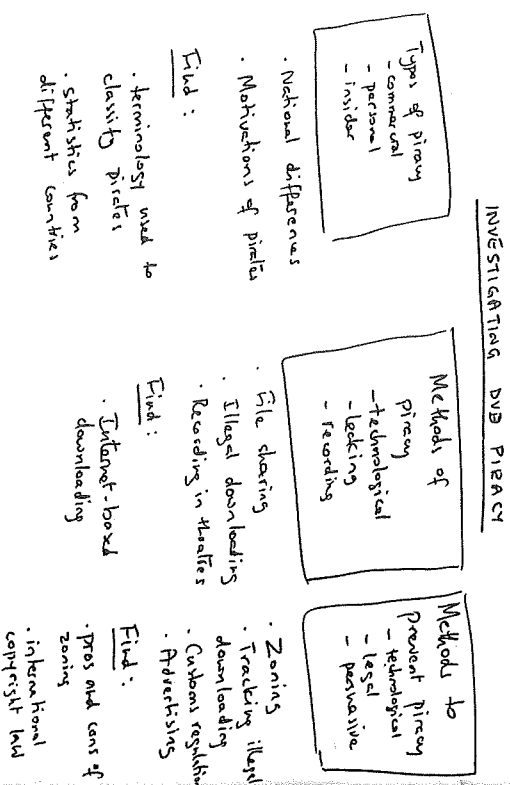 INVESTIGATING DVD PIRACY
Types of piracy
- commercial
- personal
- insider
• National differences
• Motivations of pirates
Find:
• terminology used to
classify pirates
• statistics from
different countries
Methods of
piracy
- technological
- leaking
- recording
• File sharing
• Illegal downloading
• Recording in theatres
Find:
• Internet-based
downloading
Methods to
prevent piracy
- technological
- legal
- persuasive
• Zoning
• Tracking illegal
downloading
• Customs regulation
• Advertising
Find:
• pros and cons of
zoning
• international
copyright law